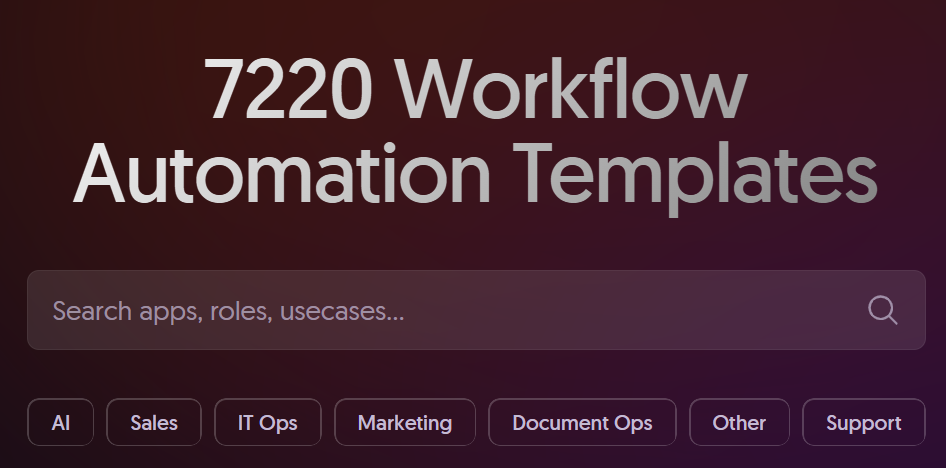 7220 Workflow
Automation Templates
Search apps, roles, usecases...
AI Sales IT Ops Marketing Document Ops Other Support